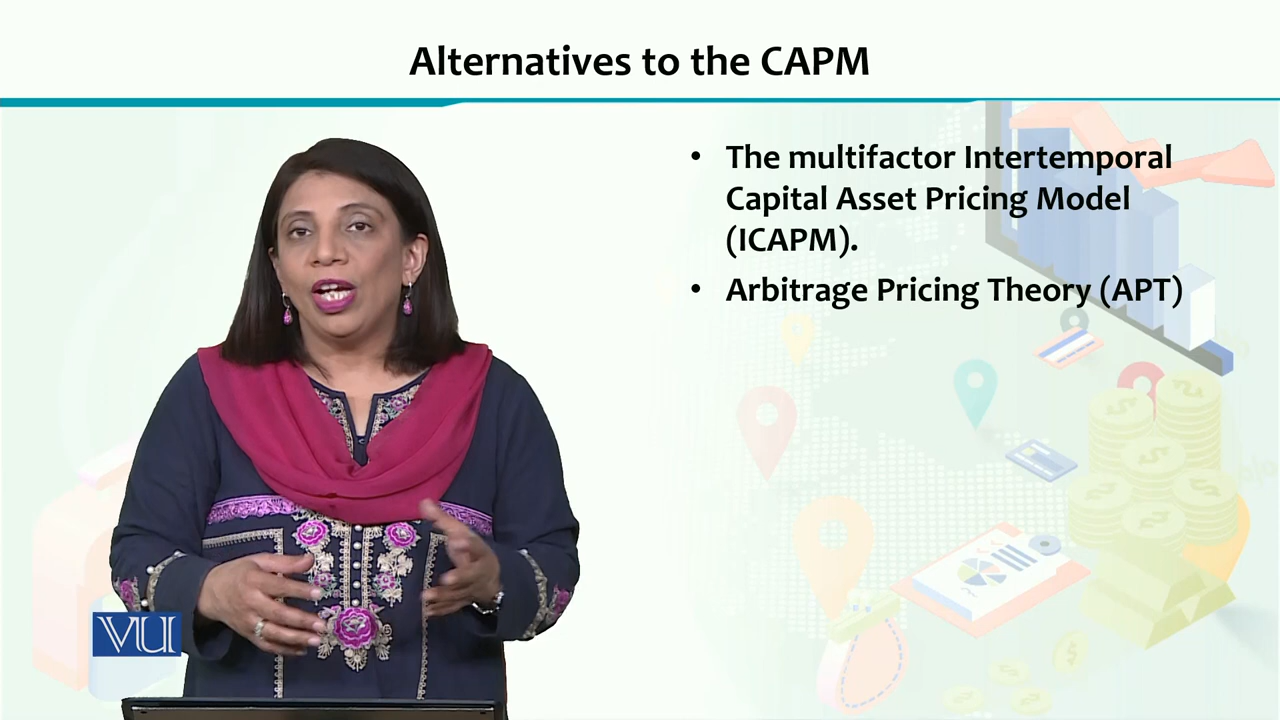 Alternatives to the CAPM
• The multifactor Intertemporal
Capital Asset Pricing Model
(ICAPM).
• Arbitrage Pricing Theory (APT)
VU